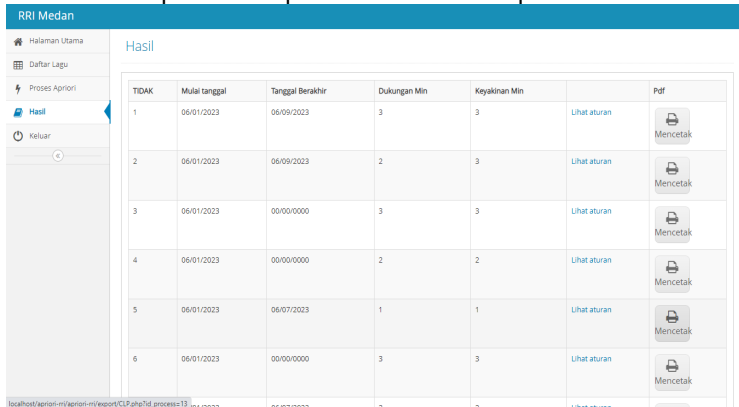 RRI Medan
Halaman Utama
Daftar Lagu
Proses Apriori
Hasil
Keluar
Hasil
TIDAK Mulai tanggal Tanggal Berakhir Dukungan Min Keyakinan Min Pdf
1 06/01/2023 06/09/2023 3 3 Lihat aturan Mencetak
2 06/01/2023 06/09/2023 2 3 Lihat aturan Mencetak
3 06/01/2023 00/00/0000 3 3 Lihat aturan Mencetak
4 06/01/2023 00/00/0000 2 2 Lihat aturan Mencetak
5 06/01/2023 06/07/2023 1 1 Lihat aturan Mencetak
6 06/01/2023 00/00/0000 3 3 Lihat aturan Mencetak
localhost/apriori-rri/apriori-rri/export/CLP.php?id_process=13